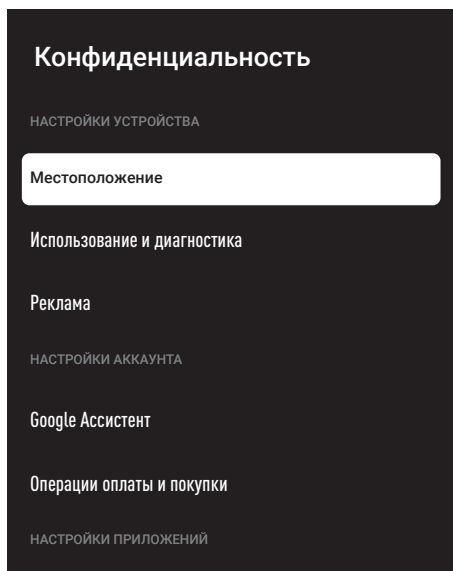 Конфиденциальность
НАСТРОЙКИ УСТРОЙСТВА
Местоположение
Использование и диагностика
Реклама
НАСТРОЙКИ АККАУНТА
Google Ассистент
Операции оплаты и покупки
НАСТРОЙКИ ПРИЛОЖЕНИЙ